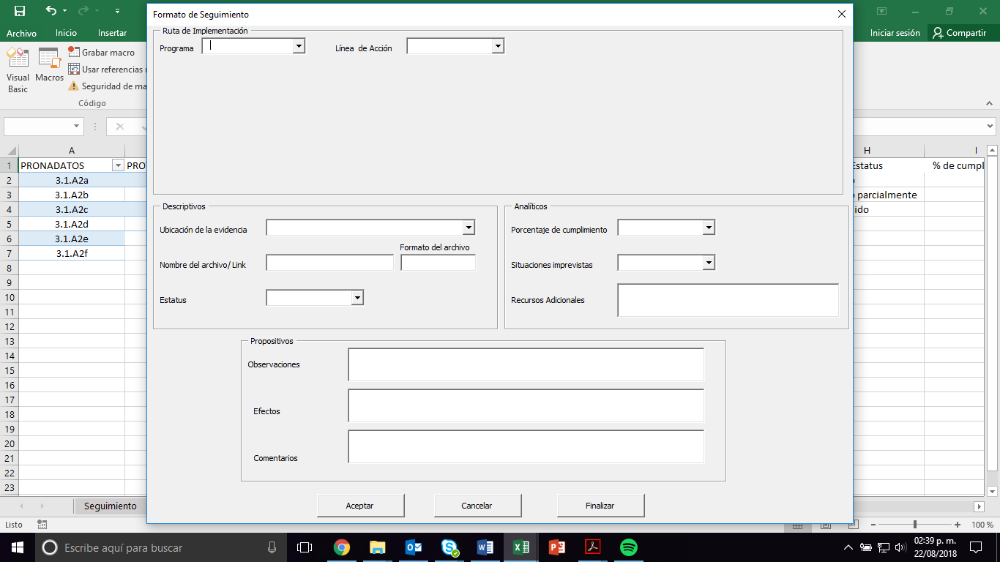 Formato de Seguimiento
Archivo Inicio Insertar
Iniciar sesión Compartir
Visual Basic
Macros
Grabar macro
Usar referencias
Seguridad de ma
Código
A
H I
1 PRONADATOS PRO
Estatus % de cumpl
2 3.1.A2a
3 3.1.A2b
parcialmente
4 3.1.A2c
ido
5 3.1.A2d
6 3.1.A2e
7 3.1.A2f
8
9
10
11
12
13
14
15
16
17
18
19
20
21
22
23
Ruta de Implementación
Programa Línea de Acción
Descriptivos
Ubicación de la evidencia
Formato del archivo
Nombre del archivo/ Link
Estatus
Analíticos
Porcentaje de cumplimiento
Situaciones imprevistas
Recursos Adicionales
Propositivos
Observaciones
Efectos
Comentarios
Aceptar Cancelar Finalizar
Seguimiento
Listo
100 %
Escribe aquí para buscar
02:39 p. m.
22/08/2018